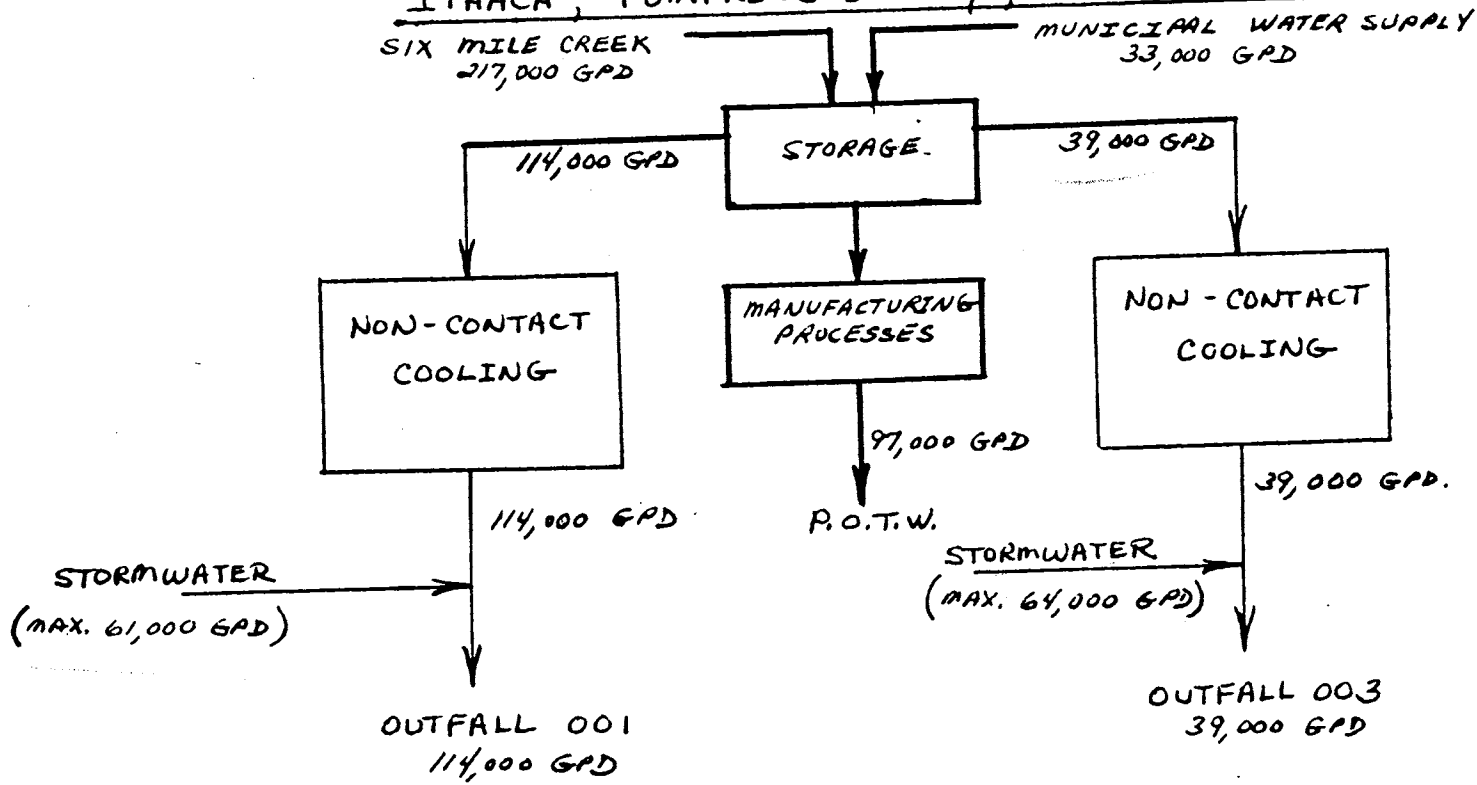 ITHACA,
SIX MILE CREEK
217,000 GPD
MUNICIPAL WATER SUPPLY
33,000 GPD
STORAGE
114,000 GPD
39,000 GPD
NON-CONTACT
COOLING
MANUFACTURING
PROCESSES
NON-CONTACT
COOLING
97,000 GPD
P.O.T.W.
114,000 GPD
39,000 GPD.
STORMWATER
(MAX. 61,000 GPD)
STORMWATER
(MAX. 64,000 GPD)
OUTFALL 001
114,000 GPD
OUTFALL 003
39,000 GPD